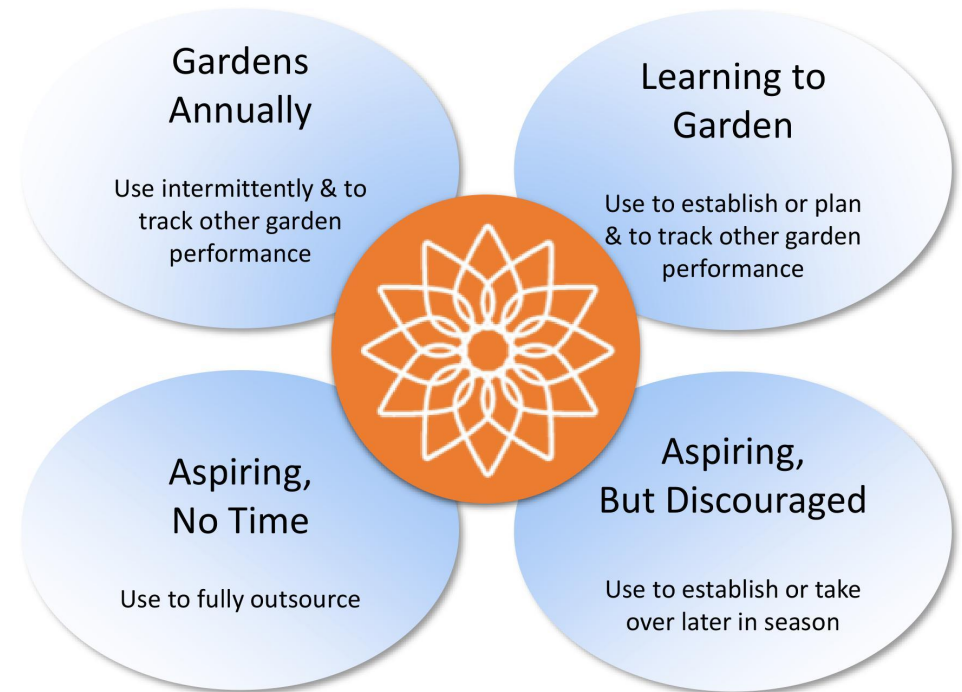 Gardens
Annually
Use intermittently & to
track other garden
performance
Learning to
Garden
Use to establish or plan
& to track other garden
performance
Aspiring,
No Time
Use to fully outsource
Aspiring,
But Discouraged
Use to establish or take
over later in season